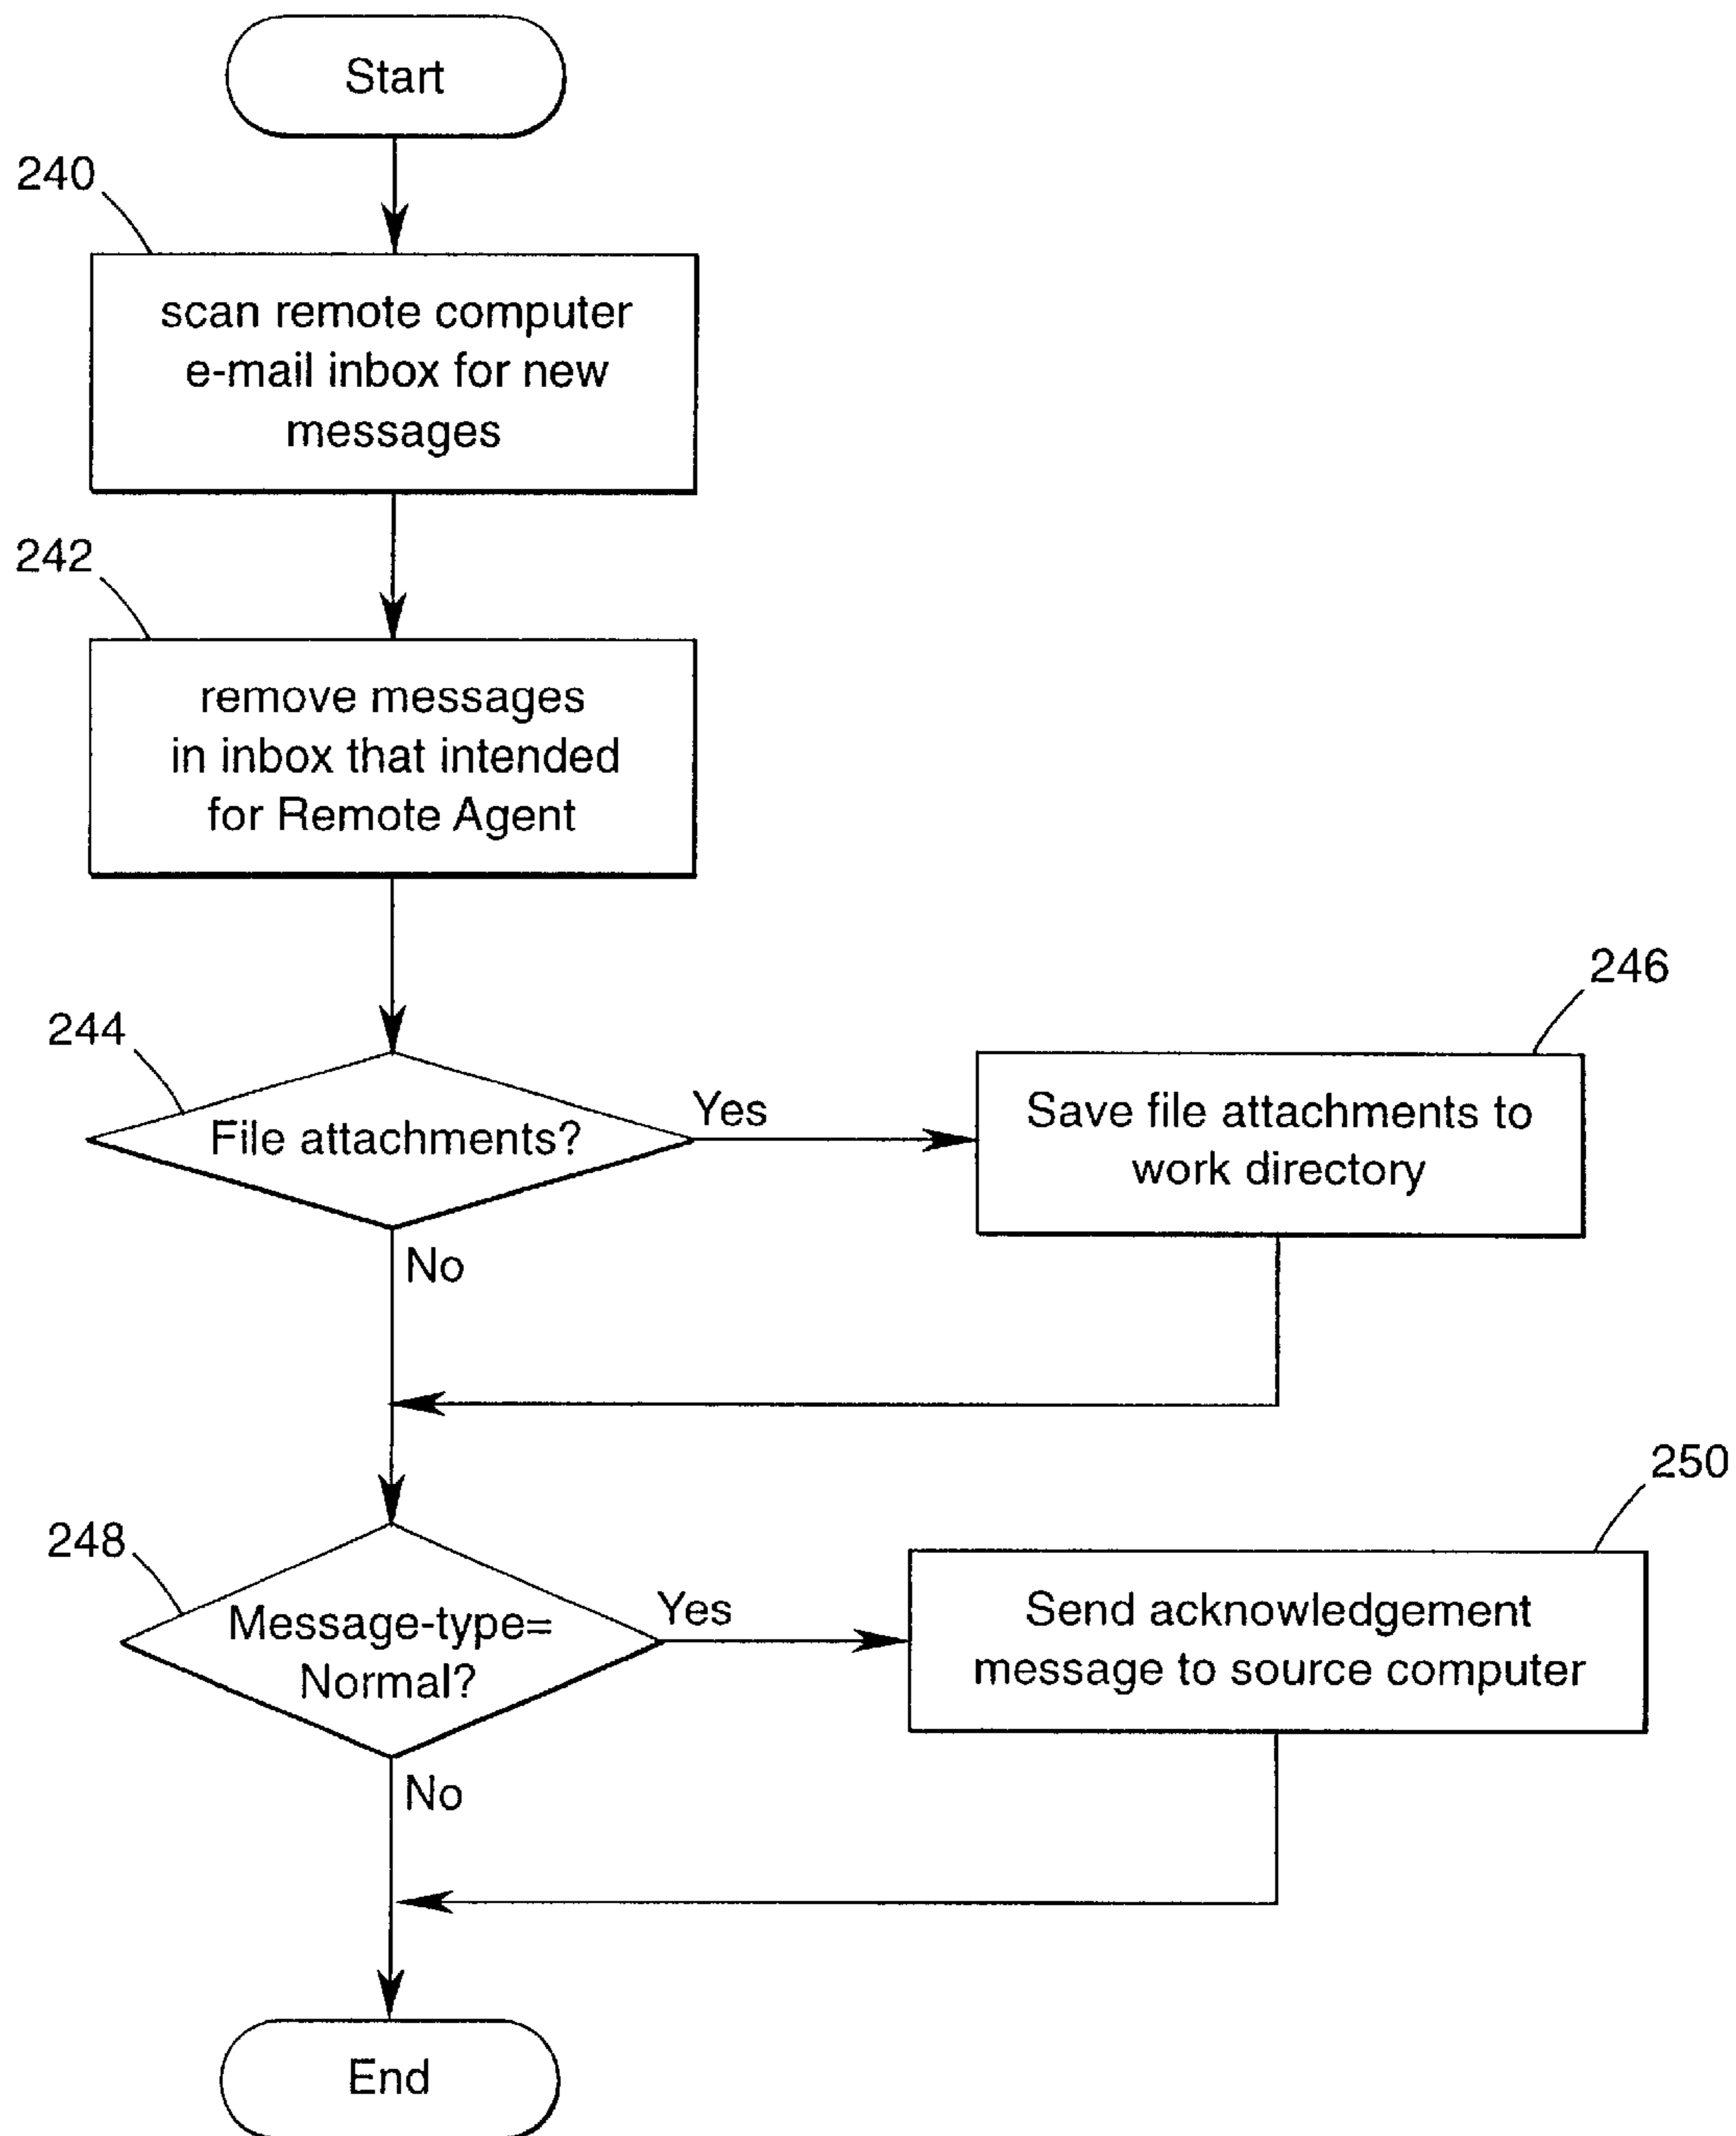 Start
240
scan remote computer
e-mail inbox for new
messages
242
remove messages
in inbox that intended
for Remote Agent
244
File attachments?
Yes
246
Save file attachments to
work directory
No
248
Message-type=
Normal?
Yes
250
Send acknowledgement
message to source computer
No
End